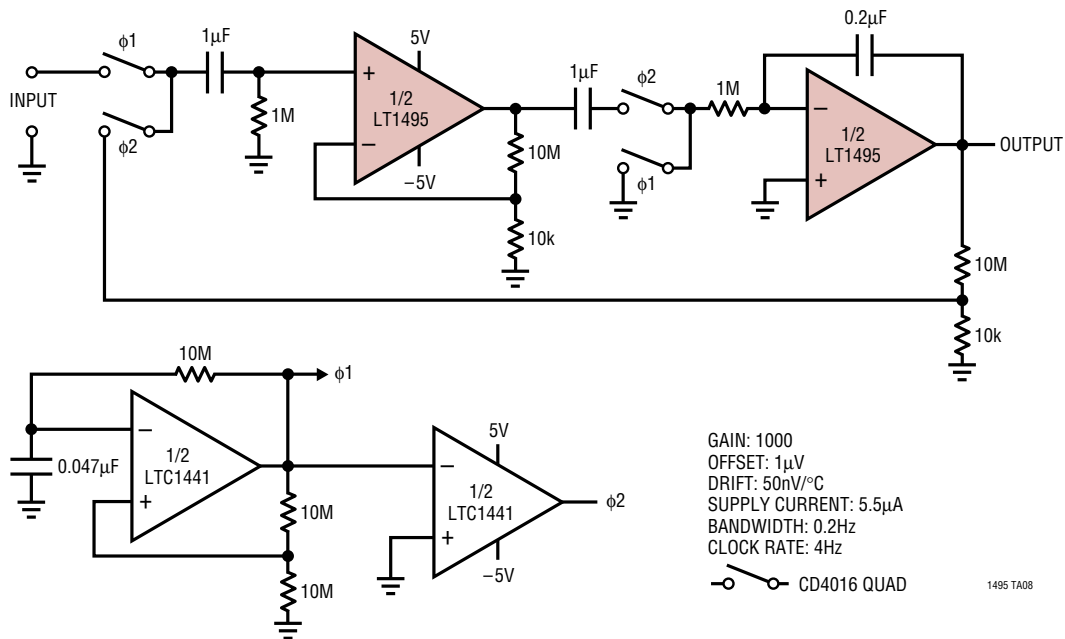 0.2µF
ϕ1
1µF
5V
1µF
ϕ2
1M
INPUT
+
1/2
LT1495
−
−5V
1M
ϕ2
10M
10k
ϕ1
−
1/2
LT1495
+
OUTPUT
10M
10k
10M
ϕ1
−
1/2
LTC1441
+
0.047µF
10M
10M
5V
−
1/2
LTC1441
+
−5V
ϕ2
GAIN: 1000
OFFSET: 1µV
DRIFT: 50nV/°C
SUPPLY CURRENT: 5.5µA
BANDWIDTH: 0.2Hz
CLOCK RATE: 4Hz
CD4016 QUAD
1495 TA08